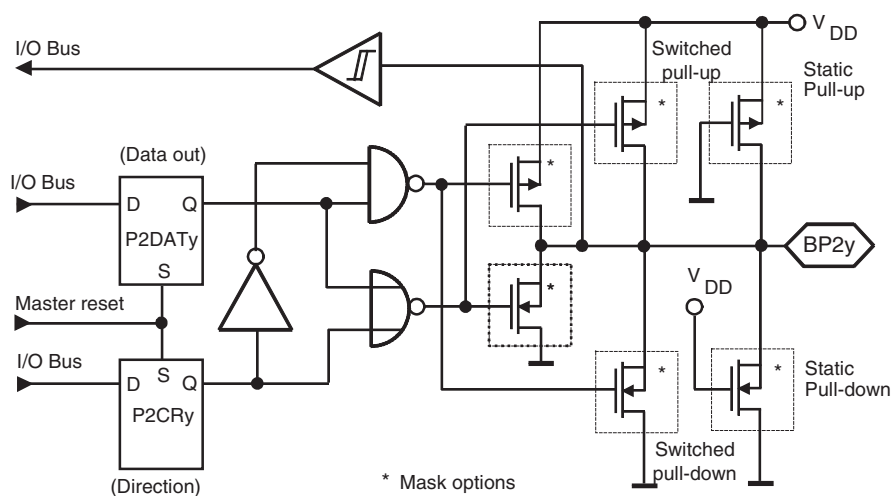 I/O Bus
Switched
pull-up
V DD
Static
Pull-up
*
*
(Data out)
I/O Bus
*
D Q
P2DATy
S
BP2y
V DD
Master reset
*
I/O Bus
S
D Q
P2CRy
*
*
Static
Pull-down
Switched
pull-down
(Direction)
* Mask options